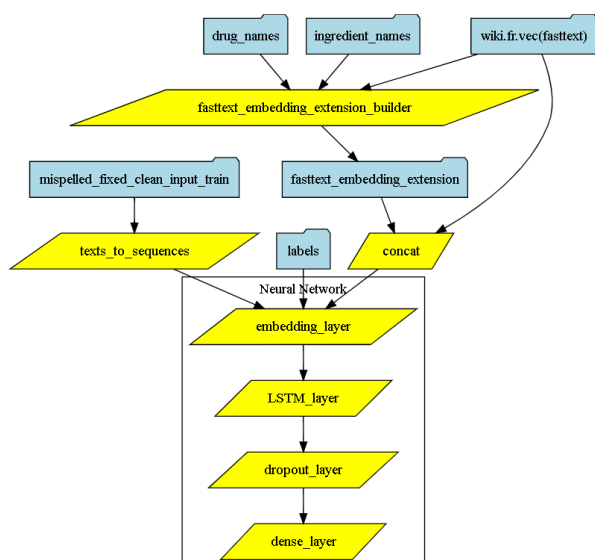 drug_names
ingredient_names
wiki.fr.vec(fasttext)
fasttext_embedding_extension_builder
mispelled_fixed_clean_input_train
fasttext_embedding_extension
texts_to_sequences
labels
concat
Neural Network
embedding_layer
LSTM_layer
dropout_layer
dense_layer